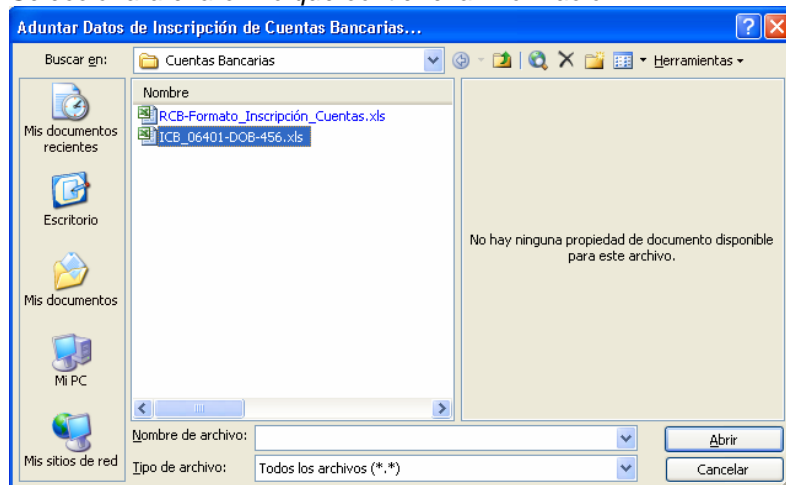 Aduntar Datos de Inscripción de Cuentas Bancarias...
Buscar en: Cuentas Bancarias Herramientas
Nombre
RCB-Formato_Inscripción_Cuentas.xls
ICB_06401-DOB-456.xls
Mis documentos recientes
Escritorio
Mis documentos
Mi PC
Mis sitios de red
No hay ninguna propiedad de documento disponible
para este archivo.
Nombre de archivo:
Abrir
Tipo de archivo: Todos los archivos (*.*)
Cancelar